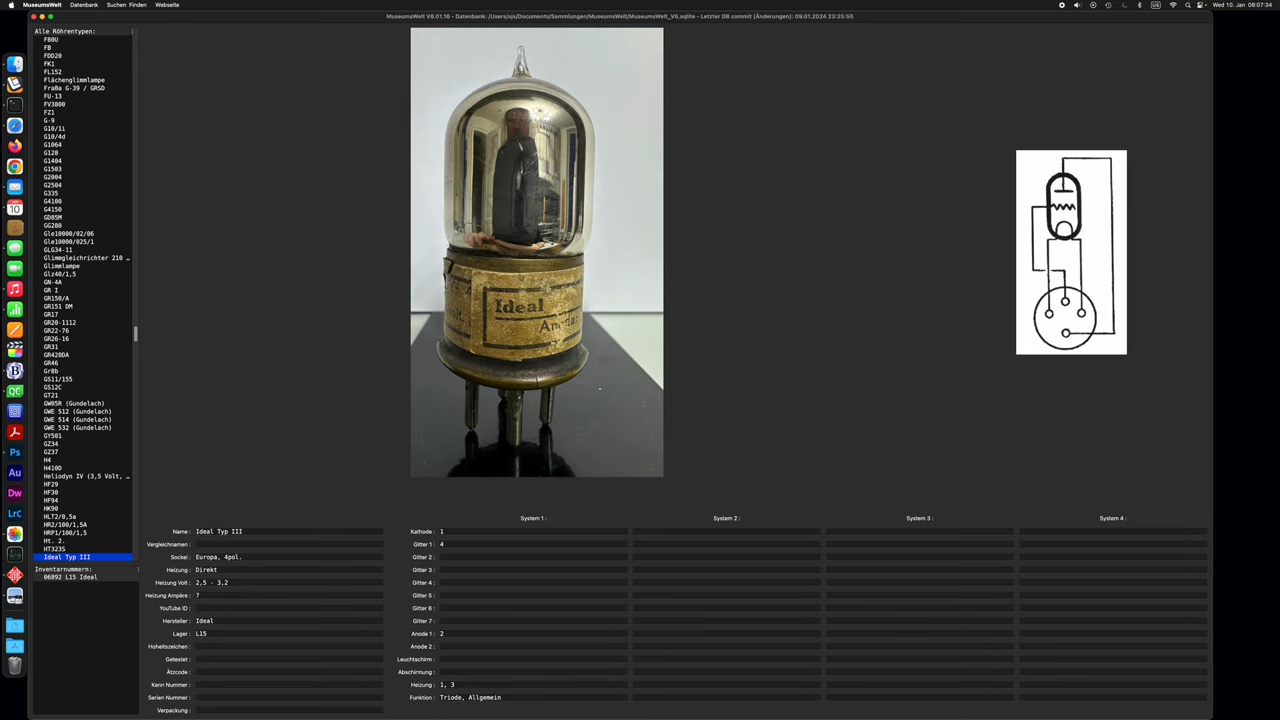 MuseumsWelt Datenbank Suchen Finden Webseite
US
Mi. 10. Jan. 08:07:34
MuseumsWelt V6.01.16 - Datenbank: /Users/sjs/Documents/Sammlungen/MuseumsWelt/MuseumsWelt_V6.sqlite - Letzter DB commit (Änderungen): 09.01.2024 23:25:55
Alle Röhrentypen:
F80U
FB
FDD20
FK1
FL152
Flächenglimmlampe
FraBa G-39 / GRSD
FU-13
FV3800
FZ1
G-9
G10/1i
G10/4d
G1064
G128
G1404
G1503
G2004
G2504
G335
G4100
G4150
GD85M
GG280
Gle10000/02/06
Gle10000/025/1
GLG34-11
Glimmgleichrichter 210 …
Glimmlampe
Glz40/1,5
GN-4A
GR I
GR150/A
GR151 DM
GR17
GR20-1112
GR22-76
GR26-16
GR31
GR420DA
GR46
GrBb
GS11/155
GS12C
GT21
GW05R (Gundelach)
GWE 512 (Gundelach)
GWE 514 (Gundelach)
GWE 532 (Gundelach)
GY501
GZ34
GZ37
H4
H410D
Heliodyn IV (3,5 Volt, …
HF29
HF30
HF94
HK90
HLT2/0,5a
HR2/100/1,5A
HRP1/100/1,5
Ht. 2.
HT323S
Ideal Typ III
Inventarnummern:
06892 L15 Ideal
Ideal
System 1 : System 2 : System 3 : System 4 :
Name : Ideal Typ III
Vergleichnamen :
Sockel : Europa, 4pol.
Heizung : Direkt
Heizung Volt : 2,5 - 3,2
Heizung Ampère : ?
YouTube ID :
Hersteller : Ideal
Lager : L15
Hoheitszeichen :
Getestet :
Ätzcode :
Kenn Nummer :
Serien Nummer :
Verpackung :
Kathode : 1
Gitter 1 : 4
Gitter 2 :
Gitter 3 :
Gitter 4 :
Gitter 5 :
Gitter 6 :
Gitter 7 :
Anode 1 : 2
Anode 2 :
Leuchtschirm :
Abschirmung :
Heizung : 1, 3
Funktion : Triode, Allgemein
10
QC
Ps
Au
Dw
LrC